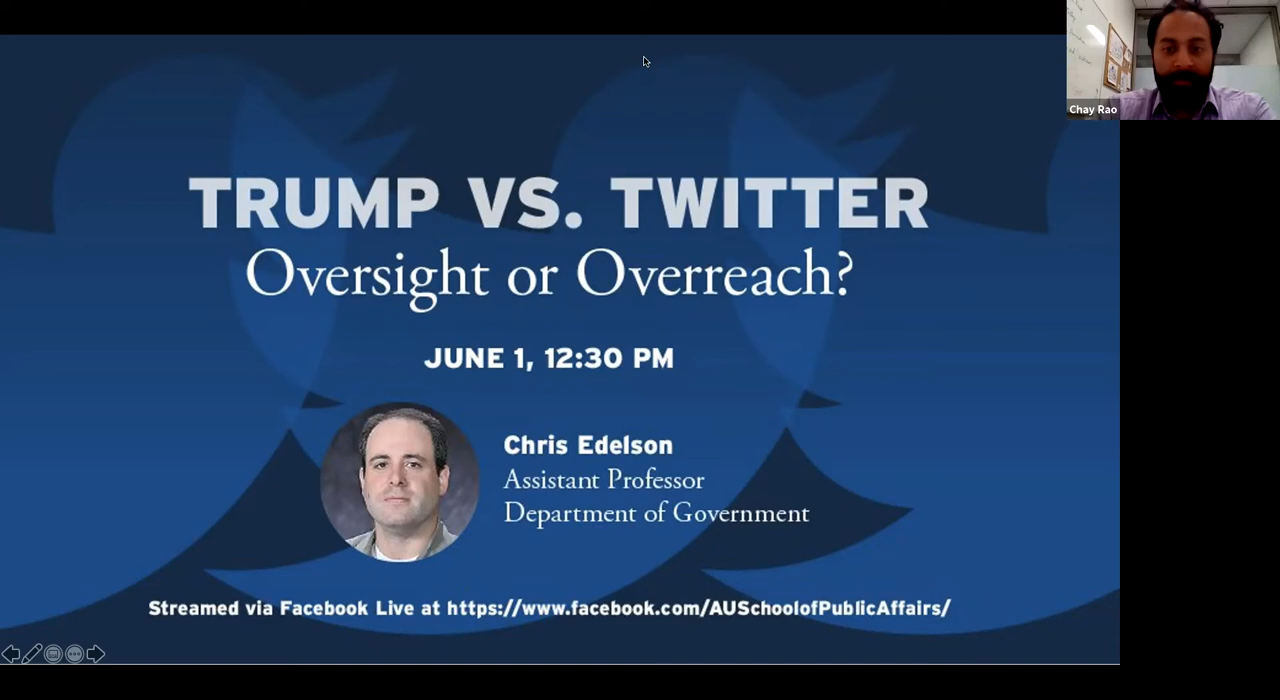 TRUMP VS. TWITTER
Oversight or Overreach?
JUNE 1, 12:30 PM
Chris Edelson
Assistant Professor
Department of Government
Streamed via Facebook Live at https://www.facebook.com/AUSchoolofPublicAffairs/
Chay Rao